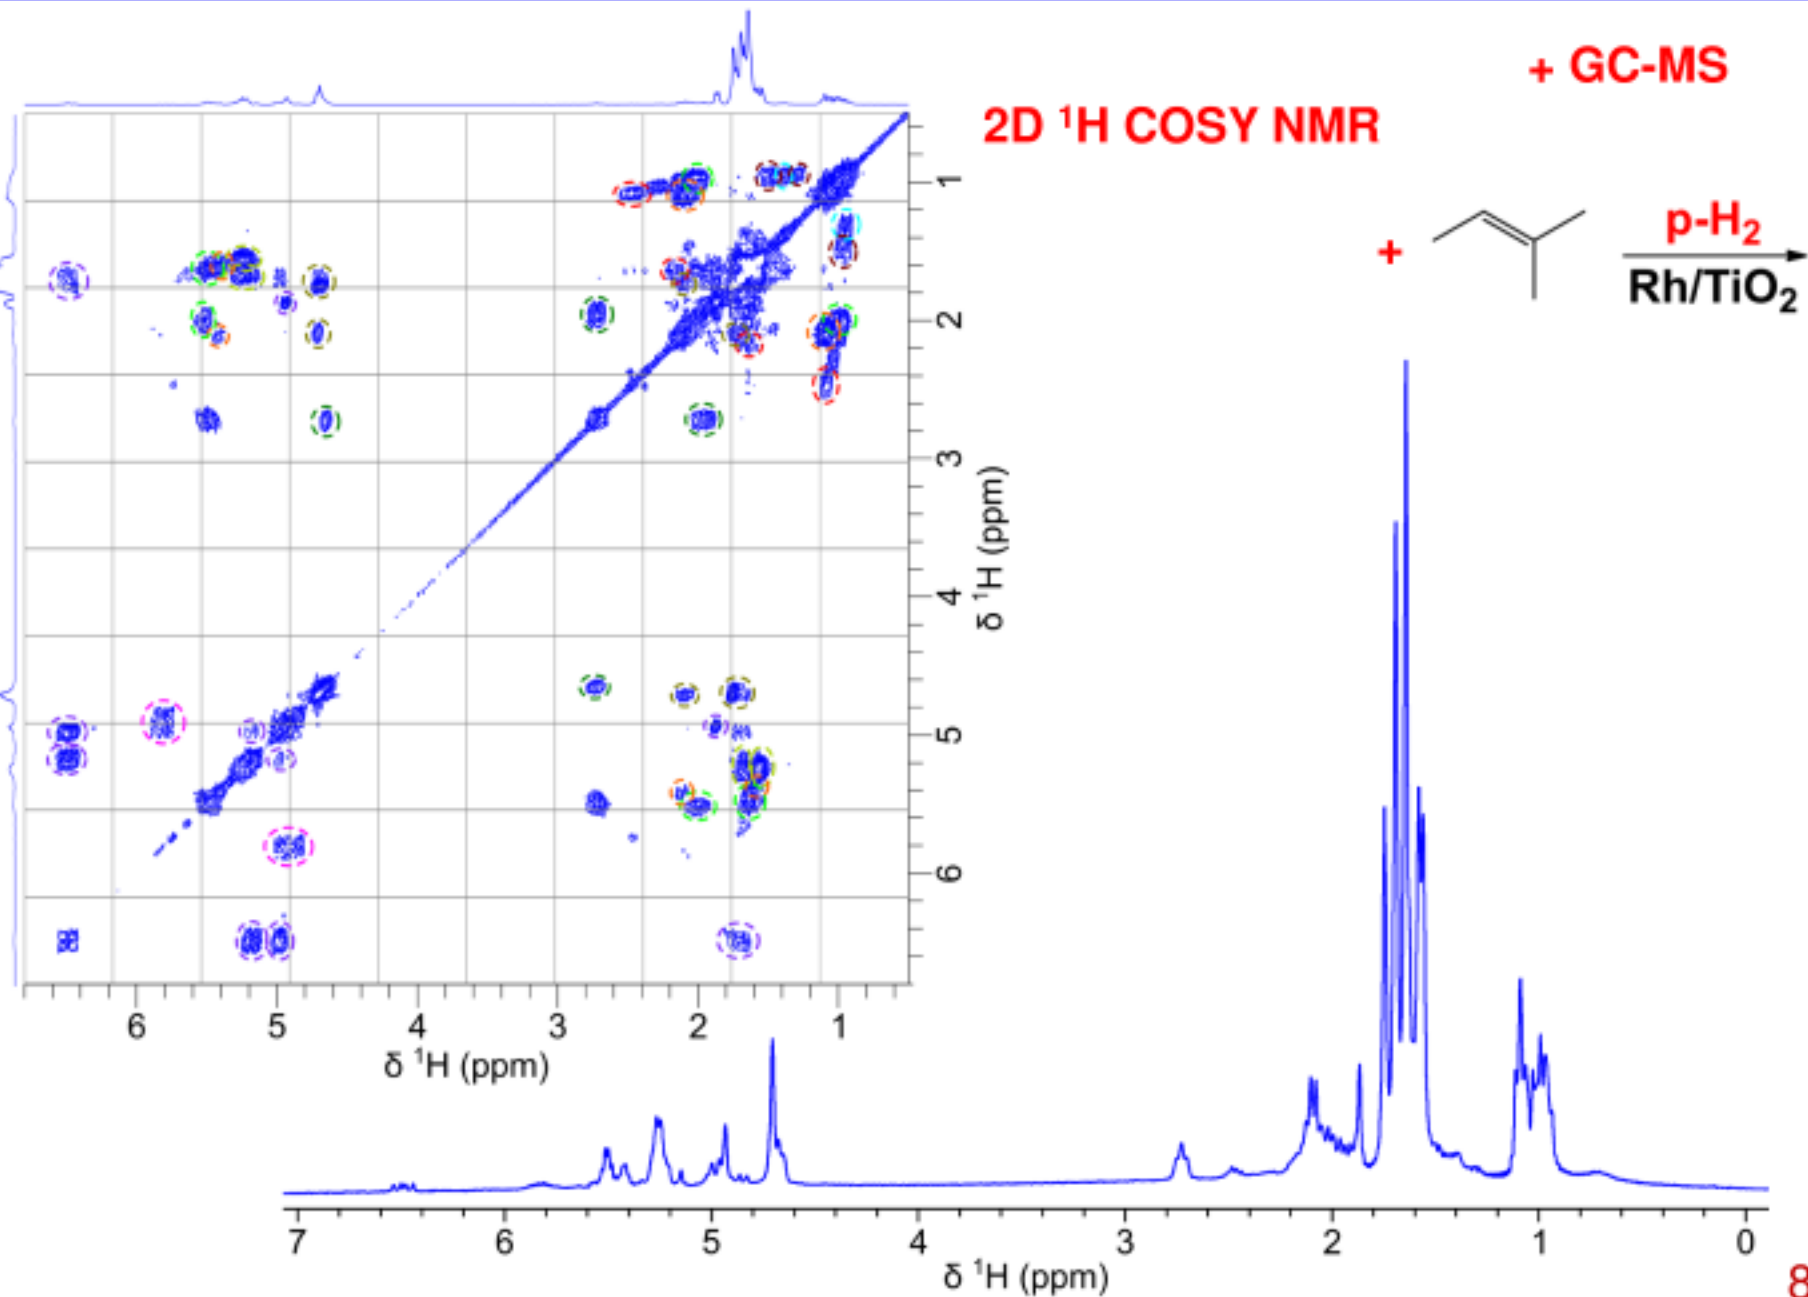 + GC-MS
2D ¹H COSY NMR
+
p-H₂
Rh/TiO₂
1
2
3
4
5
6
δ ¹H (ppm)
6 5 4 3 2 1
δ ¹H (ppm)
7 6 5 4 3 2 1 0
δ ¹H (ppm)
8